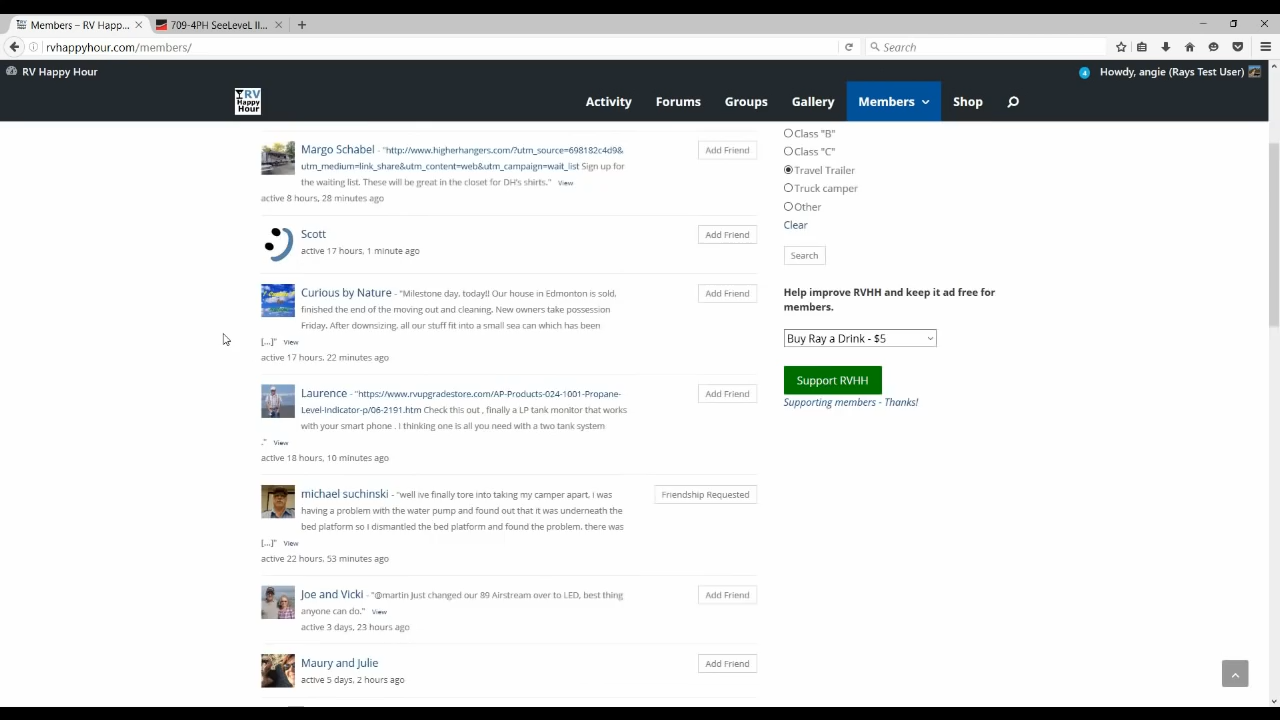 Members – RV Happ...
709-4PH SeeLeveL II...
rvhappyhour.com/members/
Search
RV Happy Hour
4
Howdy, angie (Rays Test User)
RV
Happy
Hour
Activity
Forums
Groups
Gallery
Members
Shop
Margo Schabel - "http://www.higherhangers.com/?utm_source=698182c4d9&
utm_medium=link_share&utm_content=web&utm_campaign=wait_list Sign up for
the waiting list. These will be great in the closet for DH's shirts." View
active 8 hours, 28 minutes ago
Add Friend
Scott
active 17 hours, 1 minute ago
Add Friend
Curious by Nature - "Milestone day, today!! Our house in Edmonton is sold,
finished the end of the moving out and cleaning. New owners take possession
Friday. After downsizing, all our stuff fit into a small sea can which has been
[...]" View
active 17 hours, 22 minutes ago
Add Friend
Laurence - "https://www.rvupgradestore.com/AP-Products-024-1001-Propane-
Level-Indicator-p/06-2191.htm Check this out , finally a LP tank monitor that works
with your smart phone . I thinking one is all you need with a two tank system
." View
active 18 hours, 10 minutes ago
Add Friend
michael suchinski - "well ive finally tore into taking my camper apart, i was
having a problem with the water pump and found out that it was underneath the
bed platform so I dismantled the bed platform and found the problem. there was
[...]" View
active 22 hours, 53 minutes ago
Friendship Requested
Joe and Vicki - "@martin Just changed our 89 Airstream over to LED, best thing
anyone can do." View
active 3 days, 23 hours ago
Add Friend
Maury and Julie
active 5 days, 2 hours ago
Add Friend
Class "B"
Class "C"
Travel Trailer
Truck camper
Other
Clear
Search
Help improve RVHH and keep it ad free for
members.
Buy Ray a Drink - $5
Support RVHH
Supporting members - Thanks!